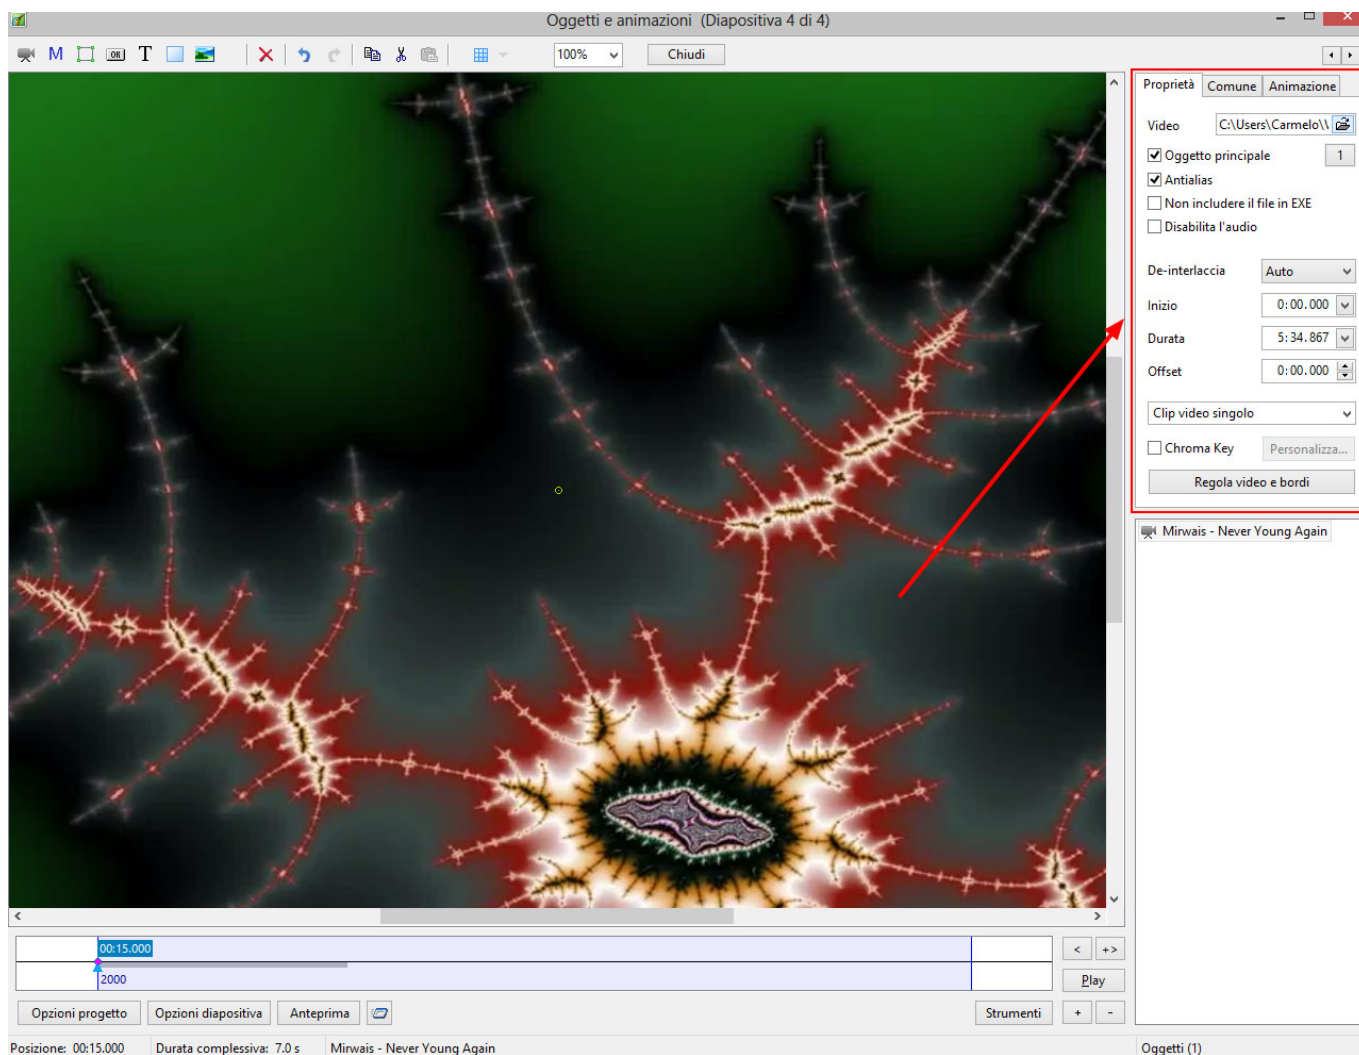 Oggetti e animazioni (Diapositiva 4 di 4)
M OK T 100% Chiudi
Proprietà Comune Animazione
Video C:\Users\Carmelo\\
Oggetto principale 1
Antialias
Non includere il file in EXE
Disabilita l'audio
De-interlaccia Auto
Inizio 0:00.000
Durata 5:34.867
Offset 0:00.000
Clip video singolo
Chroma Key Personalizza...
Regola video e bordi
Mirwais - Never Young Again
00:15.000
< +>
2000
Play
Opzioni progetto Opzioni diapositiva Anteprima Strumenti + -
Posizione: 00:15.000 Durata complessiva: 7.0 s Mirwais - Never Young Again Oggetti (1)